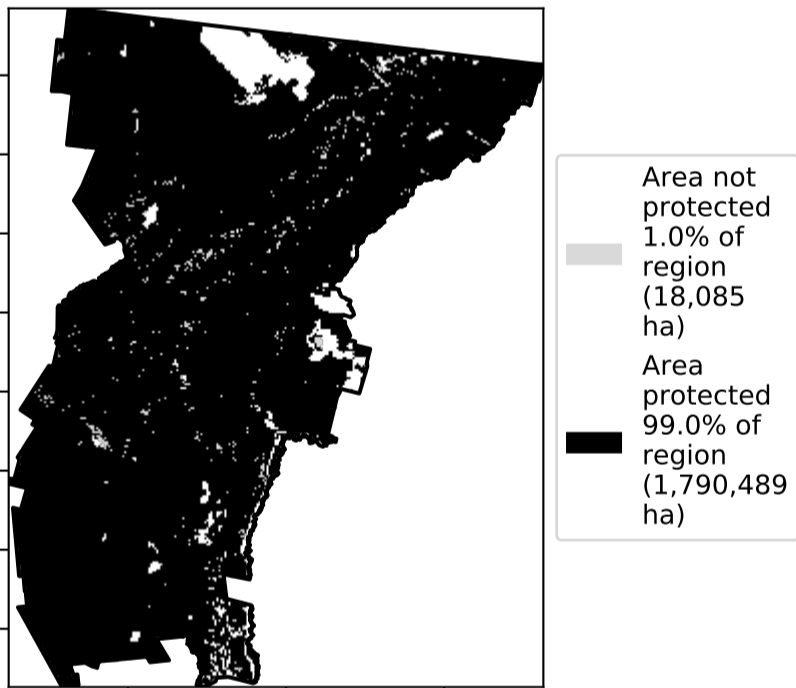 Area not
protected
1.0% of
region
(18,085
ha)
Area
protected
99.0% of
region
(1,790,489
ha)